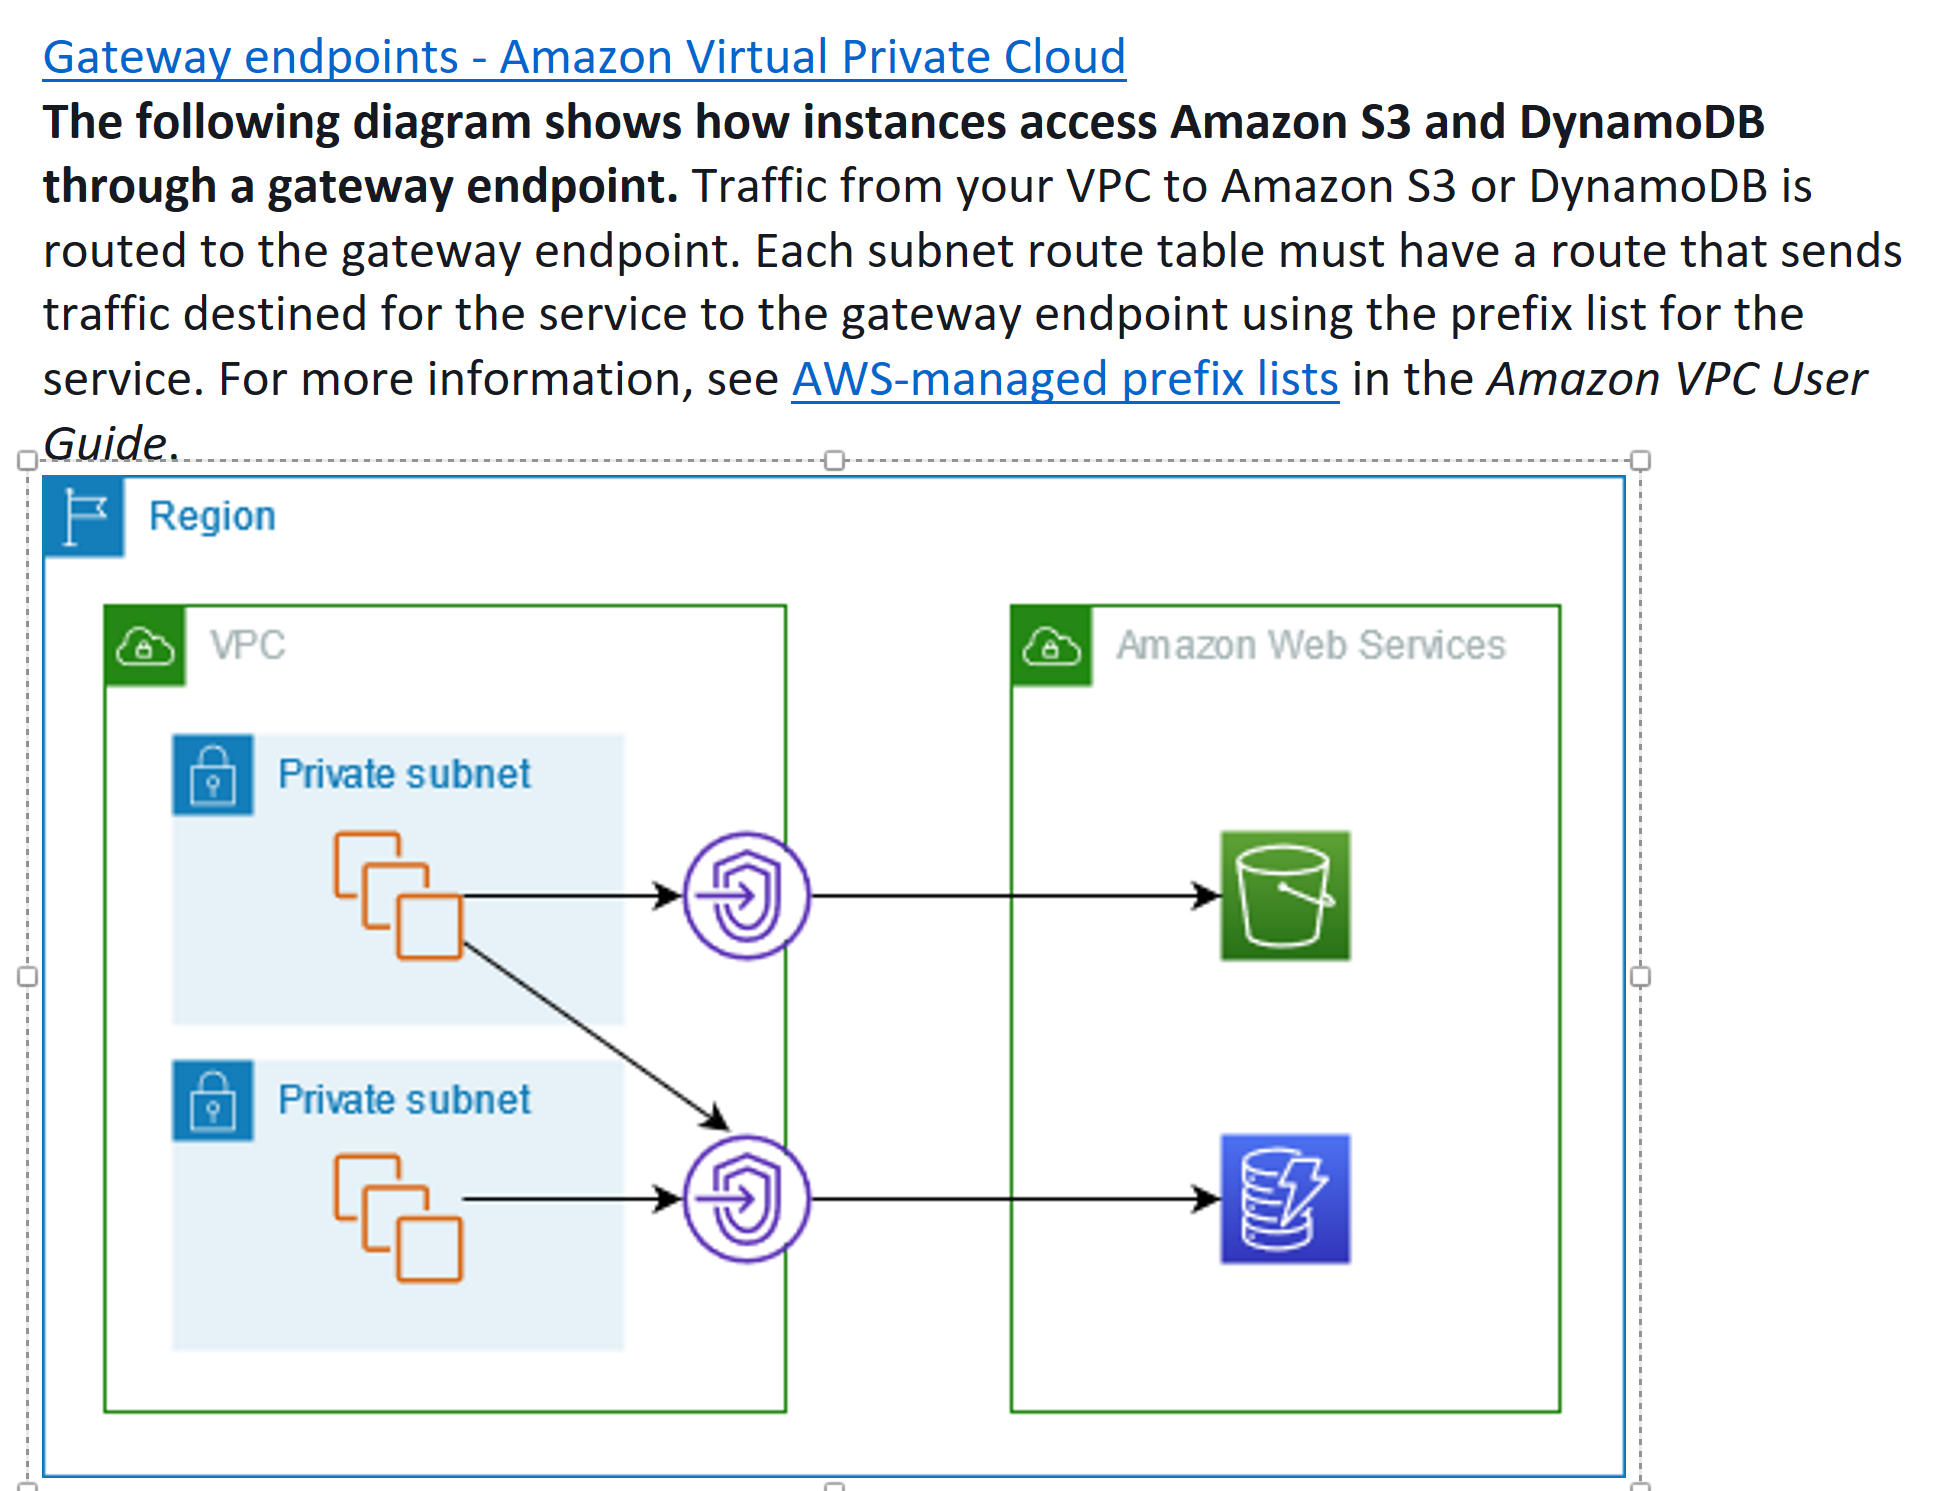 Gateway endpoints - Amazon Virtual Private Cloud
The following diagram shows how instances access Amazon S3 and DynamoDB
through a gateway endpoint. Traffic from your VPC to Amazon S3 or DynamoDB is
routed to the gateway endpoint. Each subnet route table must have a route that sends
traffic destined for the service to the gateway endpoint using the prefix list for the
service. For more information, see AWS-managed prefix lists in the Amazon VPC User
Guide.
Region
VPC
Amazon Web Services
Private subnet
Private subnet